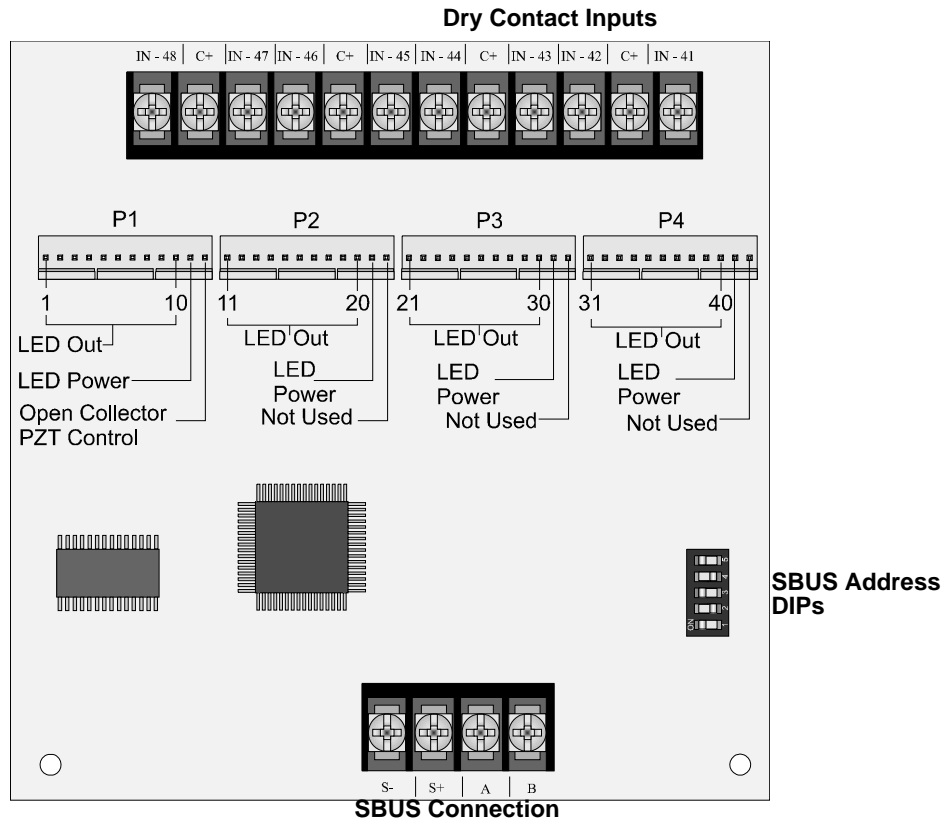 Dry Contact Inputs
IN - 48 C+ IN - 47 IN - 46 C+ IN - 45 IN - 44 C+ IN - 43 IN - 42 C+ IN - 41
P1 P2 P3 P4
1 10 11 20 21 30 31 40
LED Out
LED Power
Open Collector
PZT Control
LED Out
LED
Power
Not Used
LED Out
LED
Power
Not Used
LED Out
LED
Power
Not Used
5
4
3
2
1
ON
SBUS Address
DIPs
S- S+ A B
SBUS Connection